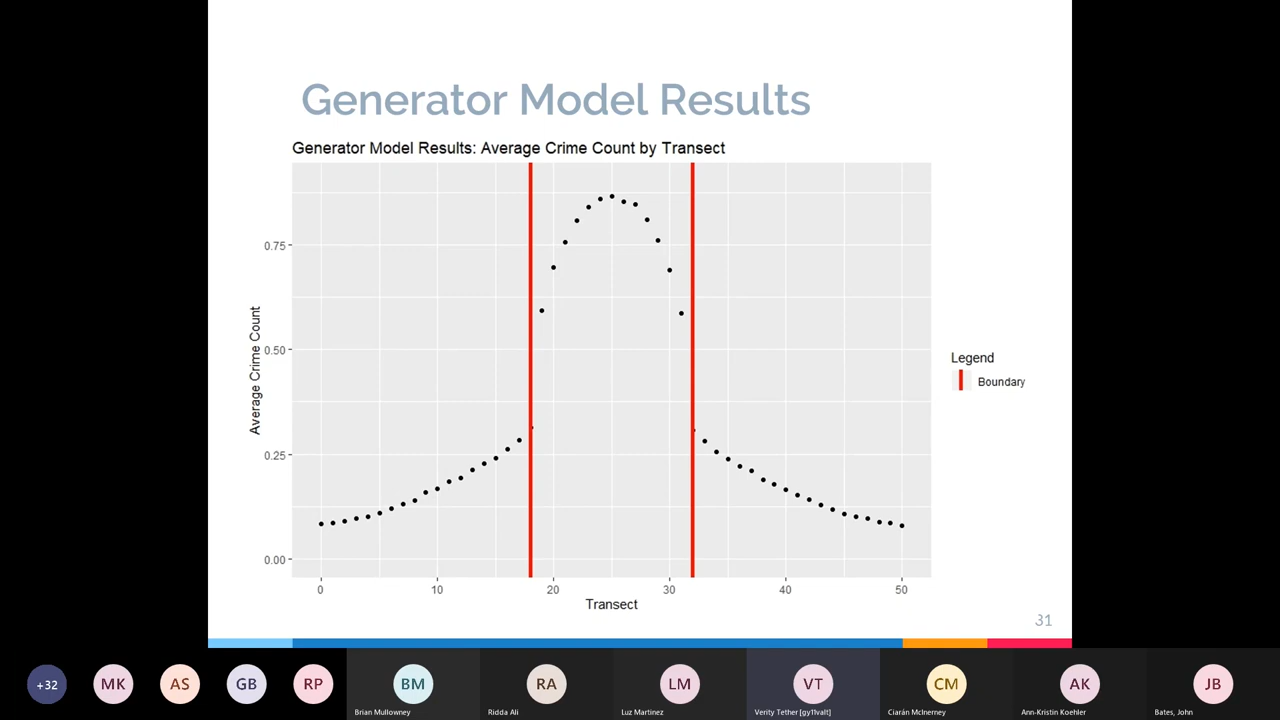 Generator Model Results
Generator Model Results: Average Crime Count by Transect
0.75
0.50
0.25
0.00
Average Crime Count
0 10 20 30 40 50
Transect
Legend
Boundary
31
+32 MK AS GB RP BM RA LM VT CM AK JB
Brian Mullowney Ridda Ali Luz Martinez Verity Tether [gy11valt] Ciarán McInerney Ann-Kristin Koehler Bates, John